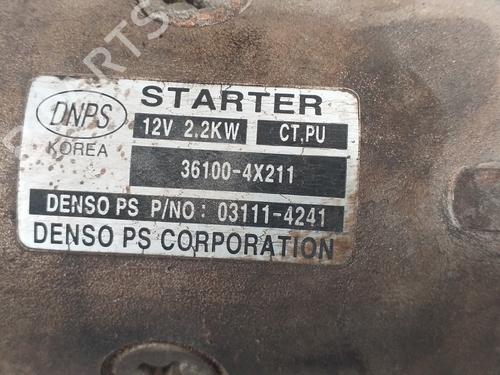 DNPS
KOREA
STARTER
12V 2.2KW CT,PU
36100-4X211
DENSO PS P/NO : 03111-4241
DENSO PS CORPORATION